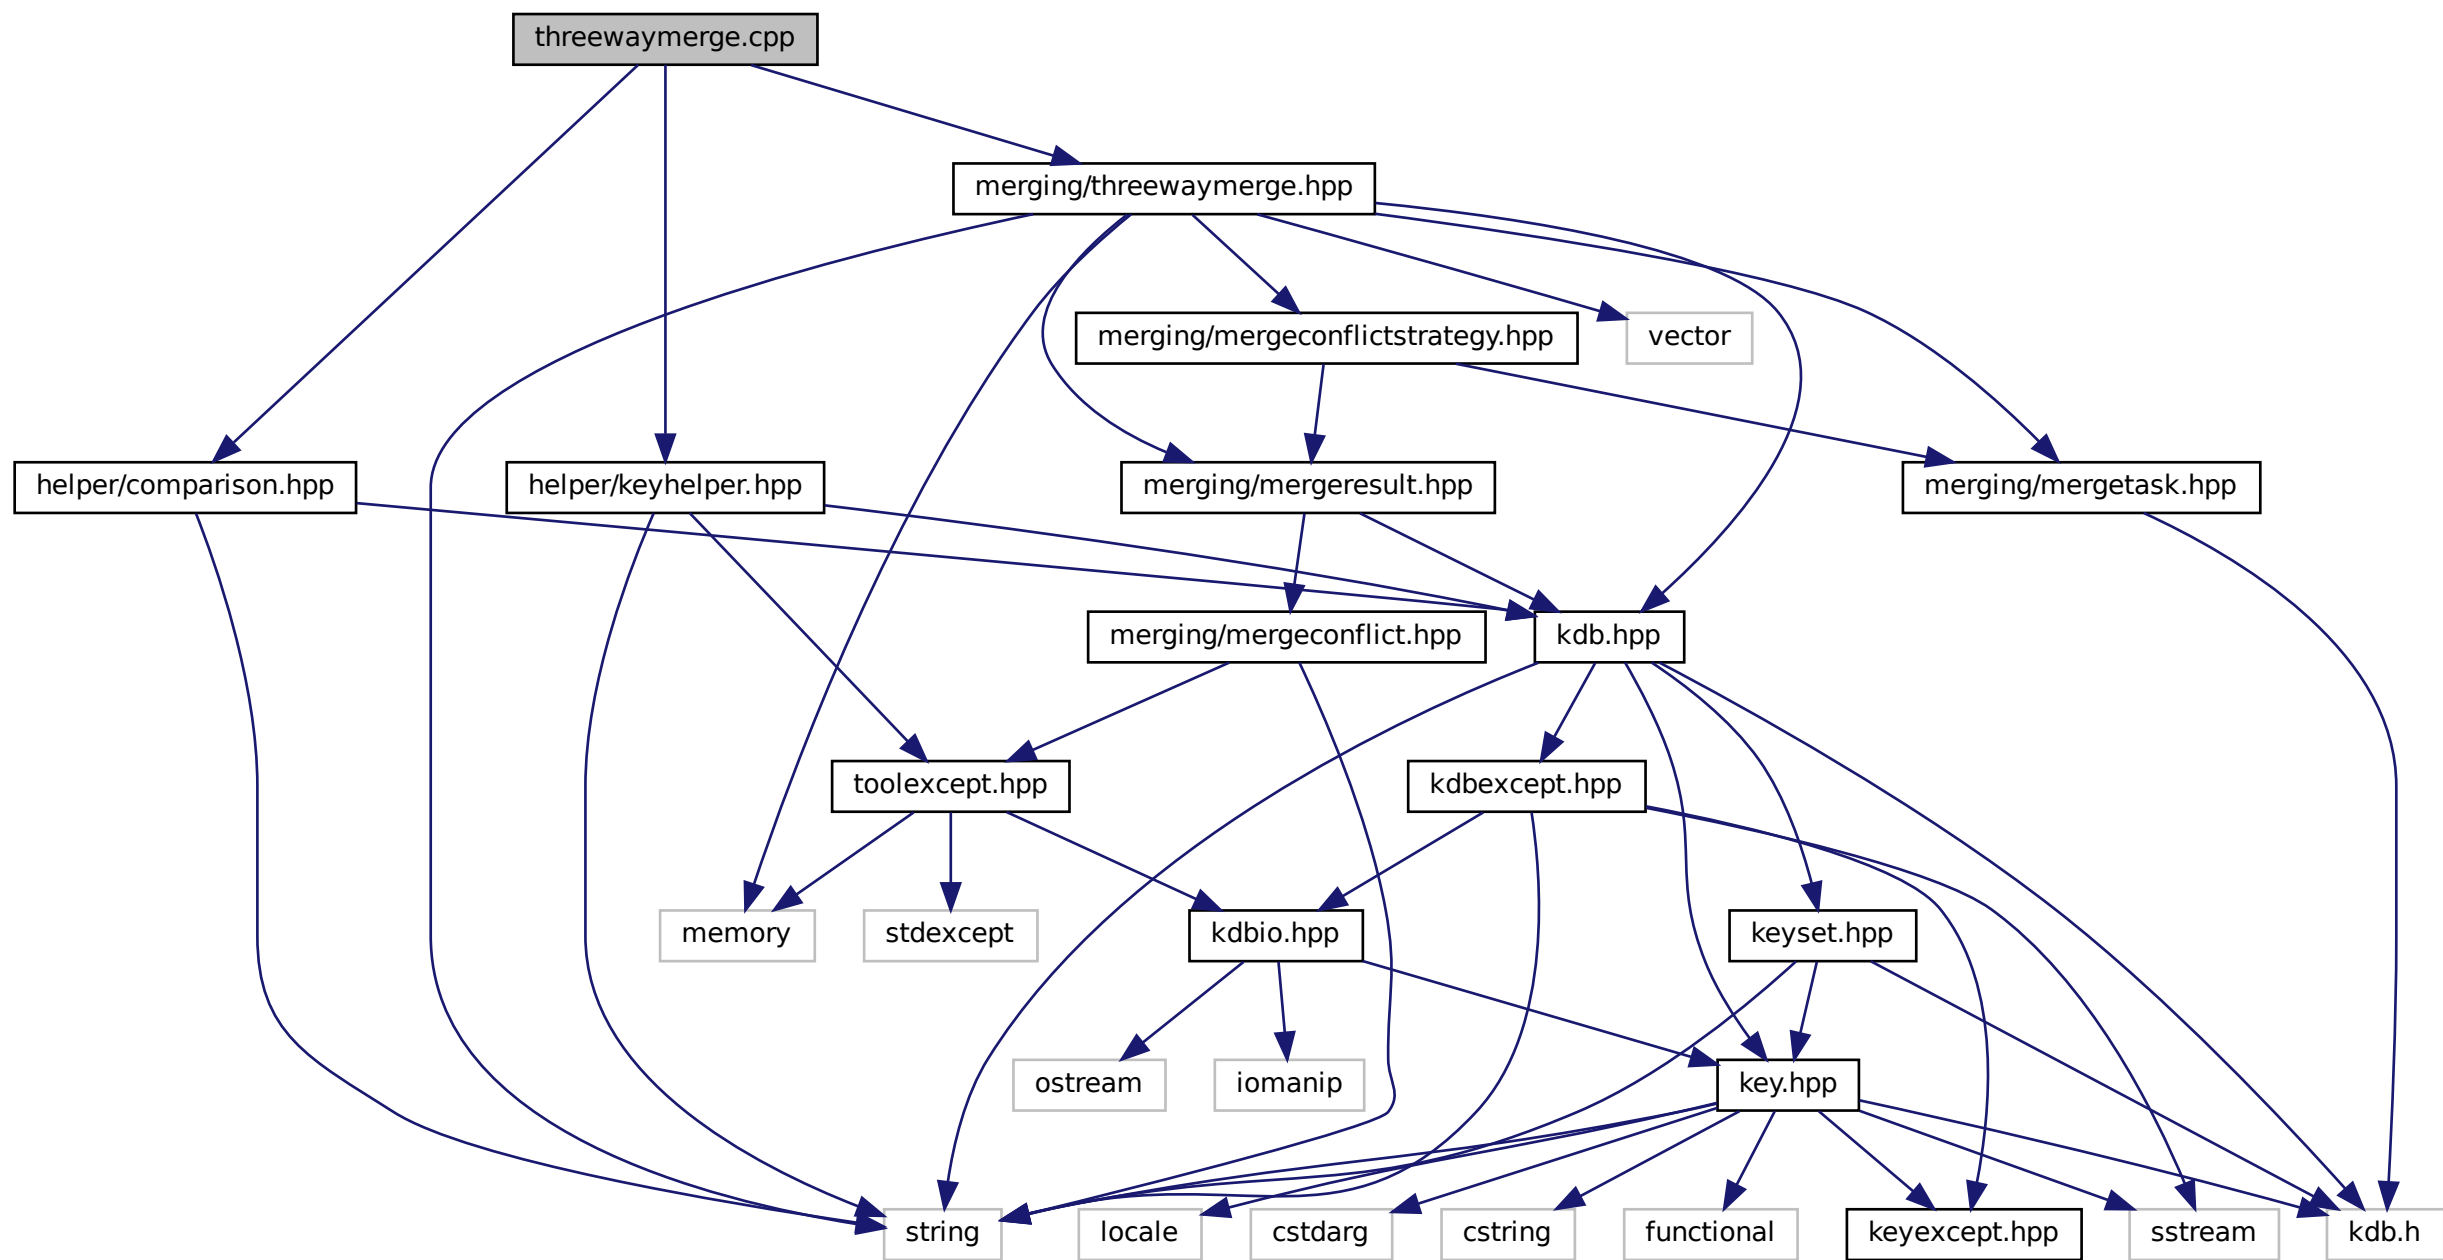 threewaymerge.cpp
merging/threewaymerge.hpp
merging/mergeconflictstrategy.hpp
vector
helper/comparison.hpp
helper/keyhelper.hpp
merging/mergeresult.hpp
merging/mergetask.hpp
merging/mergeconflict.hpp
kdb.hpp
toolexcept.hpp
kdbexcept.hpp
memory
stdexcept
kdbio.hpp
keyset.hpp
ostream
iomanip
key.hpp
string
locale
cstdarg
cstring
functional
keyexcept.hpp
sstream
kdb.h